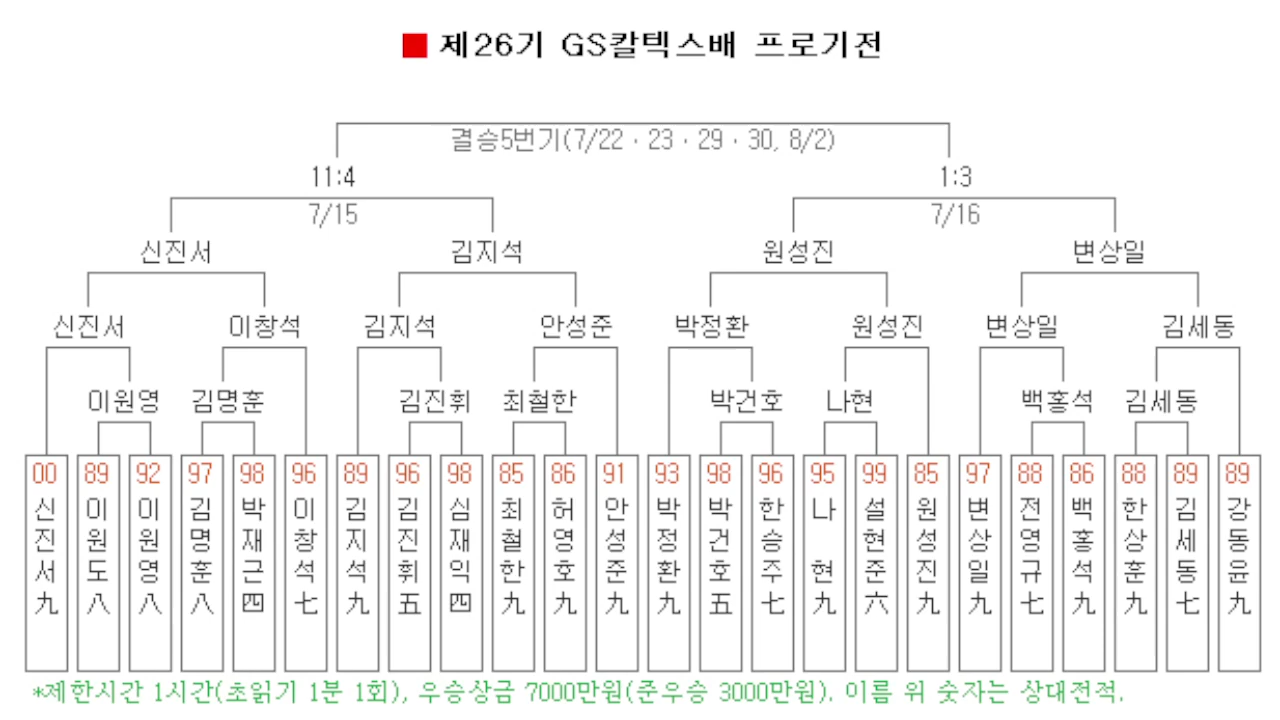 ■ 제26기 GS칼텍스배 프로기전
결승5번기(7/22 · 23 · 29 · 30, 8/2)
11:4 1:3
7/15 7/16
신진서 김지석 원성진 변상일
신진서 이창석 김지석 안성준 박정환 원성진 변상일 김세동
이원영 김명훈 김진휘 최철한 박건호 나현 백홍석 김세동
00 89 92 97 98 96 89 96 98 85 86 91 93 98 96 95 99 85 97 88 86 88 89 89
신진서九
이원도八
이원영八
김명훈八
박재근四
이창석七
김지석九
김진휘五
심재익四
최철한九
허영호九
안성준九
박정환九
박건호五
한승주七
나 현九
설현준六
원성진九
변상일九
전영규七
백홍석九
한상훈九
김세동七
강동윤九
*제한시간 1시간(초읽기 1분 1회), 우승상금 7000만원(준우승 3000만원). 이름 위 숫자는 상대전적.